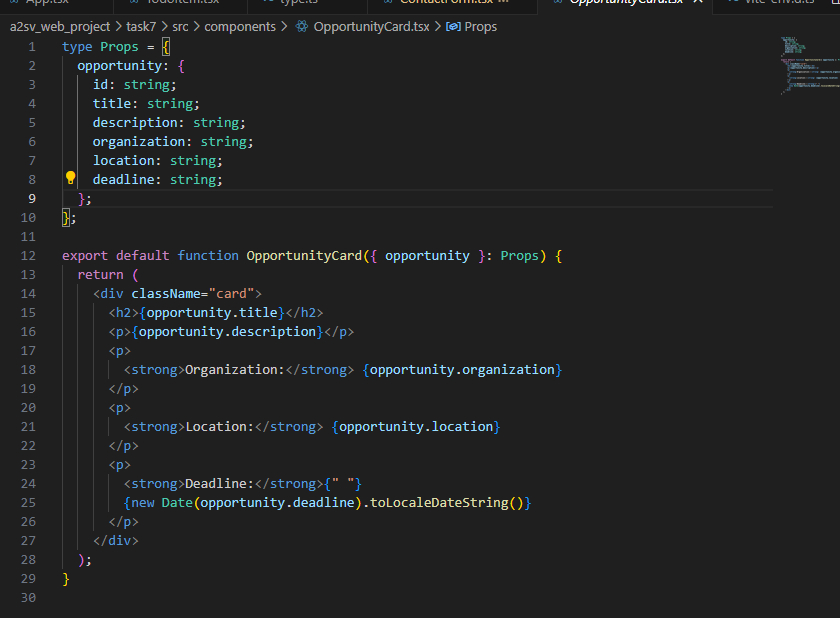 App.tsx TodoItem.tsx type.ts ContactForm.tsx OpportunityCard.tsx vite-env.d.ts
a2sv_web_project > task7 > src > components > OpportunityCard.tsx > Props
1 type Props = {
2 opportunity: {
3 id: string;
4 title: string;
5 description: string;
6 organization: string;
7 location: string;
8 deadline: string;
9 };
10 };
11
12 export default function OpportunityCard({ opportunity }: Props) {
13 return (
14 <div className="card">
15 <h2>{opportunity.title}</h2>
16 <p>{opportunity.description}</p>
17 <p>
18 <strong>Organization:</strong> {opportunity.organization}
19 </p>
20 <p>
21 <strong>Location:</strong> {opportunity.location}
22 </p>
23 <p>
24 <strong>Deadline:</strong>{" "}
25 {new Date(opportunity.deadline).toLocaleDateString()}
26 </p>
27 </div>
28 );
29 }
30